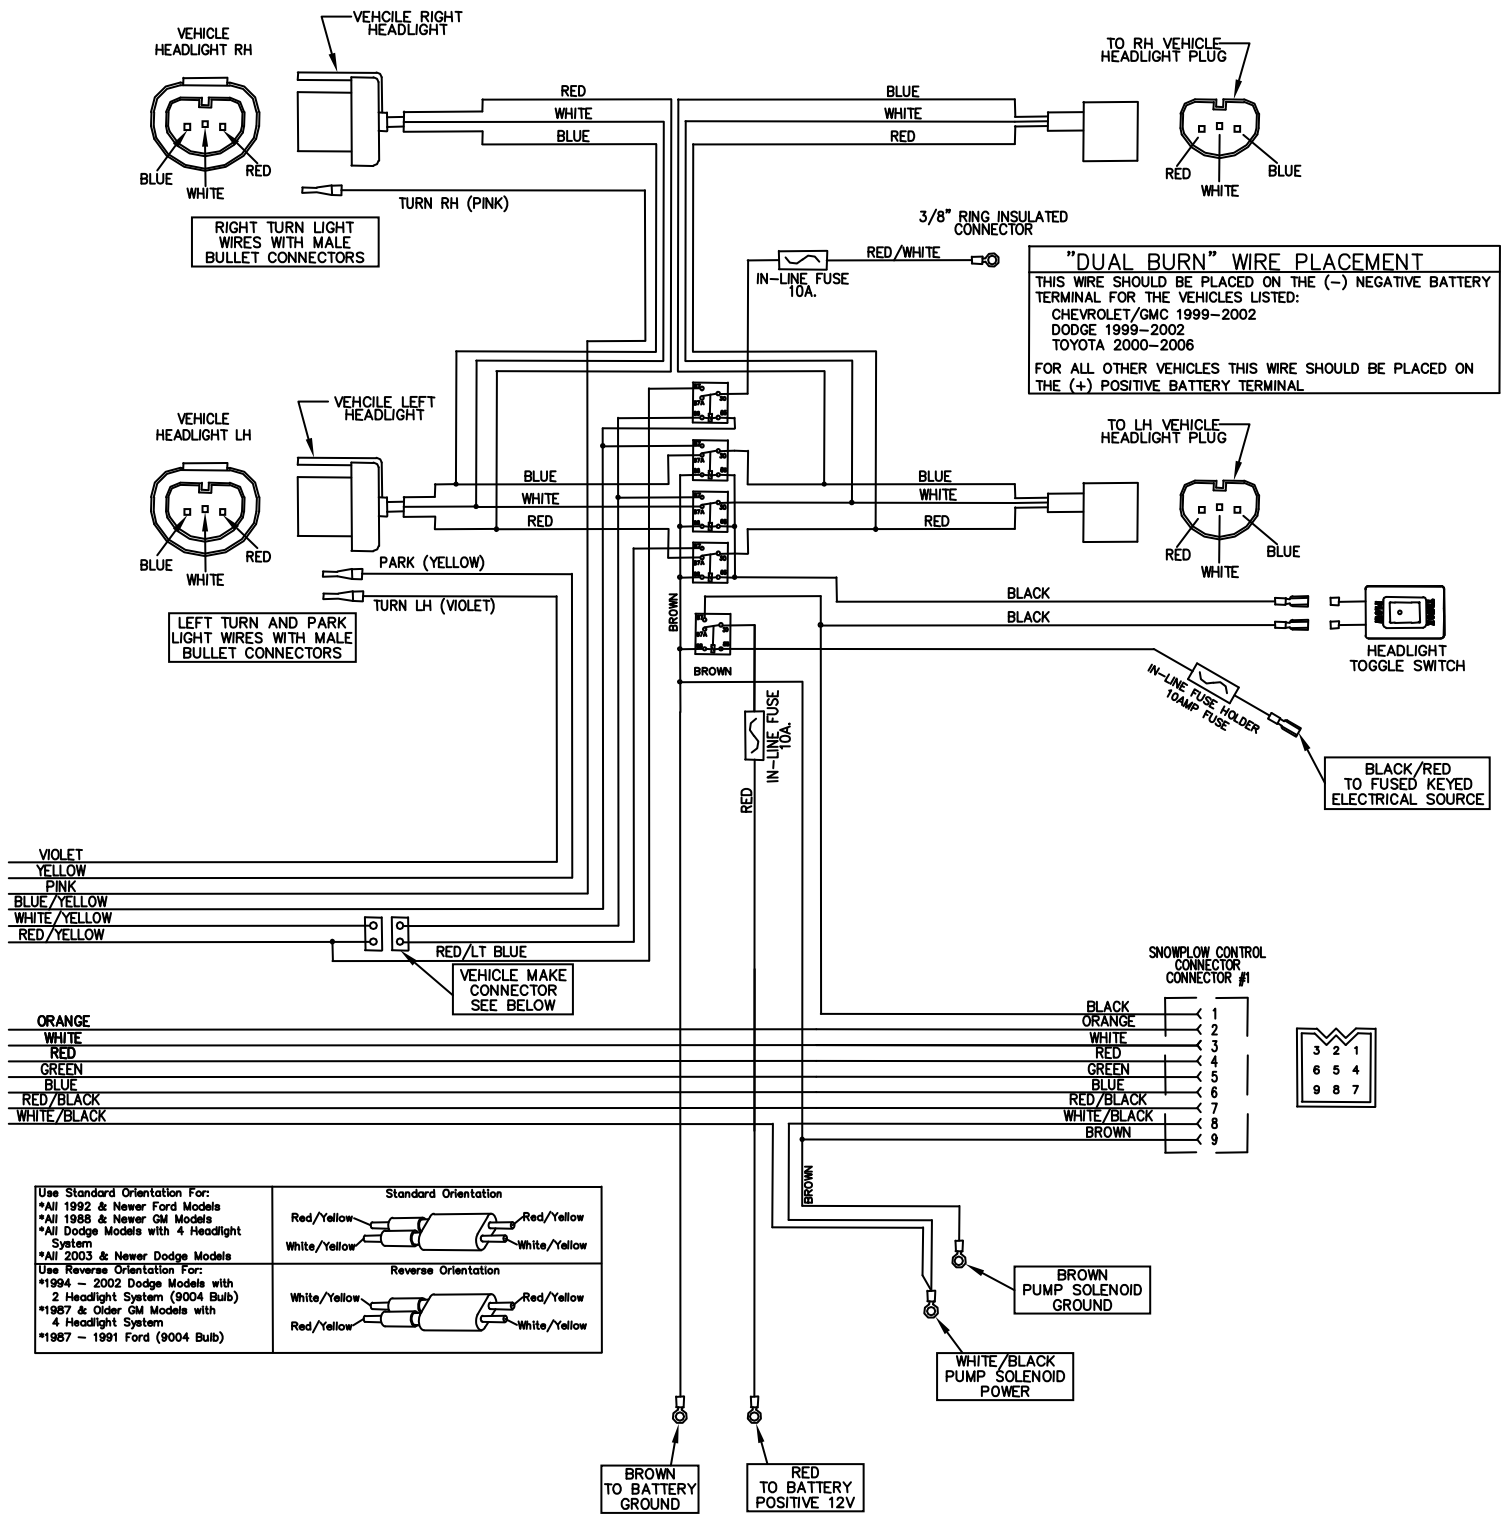 VEHICLE
HEADLIGHT RH
VEHCILE RIGHT
HEADLIGHT
BLUE
WHITE
RED
RIGHT TURN LIGHT
WIRES WITH MALE
BULLET CONNECTORS
RED
WHITE
BLUE
TURN RH (PINK)
BLUE
WHITE
RED
TO RH VEHICLE
HEADLIGHT PLUG
RED
WHITE
BLUE
3/8" RING INSULATED
CONNECTOR
RED/WHITE
IN-LINE FUSE
10A.
"DUAL BURN" WIRE PLACEMENT
THIS WIRE SHOULD BE PLACED ON THE (-) NEGATIVE BATTERY
TERMINAL FOR THE VEHICLES LISTED:
CHEVROLET/GMC 1999-2002
DODGE 1999-2002
TOYOTA 2000-2006
FOR ALL OTHER VEHICLES THIS WIRE SHOULD BE PLACED ON
THE (+) POSITIVE BATTERY TERMINAL
VEHICLE
HEADLIGHT LH
VEHCILE LEFT
HEADLIGHT
BLUE
WHITE
RED
BLUE
WHITE
RED
PARK (YELLOW)
TURN LH (VIOLET)
LEFT TURN AND PARK
LIGHT WIRES WITH MALE
BULLET CONNECTORS
87A
30
87A
30
87A
30
87A
30
87A
30
BLUE
WHITE
RED
TO LH VEHICLE
HEADLIGHT PLUG
RED
WHITE
BLUE
BLACK
BLACK
HEADLIGHT
TOGGLE SWITCH
BROWN
BROWN
IN-LINE FUSE
10A.
RED
IN-LINE FUSE HOLDER
10AMP FUSE
BLACK/RED
TO FUSED KEYED
ELECTRICAL SOURCE
VIOLET
YELLOW
PINK
BLUE/YELLOW
WHITE/YELLOW
RED/YELLOW
RED/LT BLUE
VEHICLE MAKE
CONNECTOR
SEE BELOW
ORANGE
WHITE
RED
GREEN
BLUE
RED/BLACK
WHITE/BLACK
SNOWPLOW CONTROL
CONNECTOR
CONNECTOR #1
BLACK 1
ORANGE 2
WHITE 3
RED 4
GREEN 5
BLUE 6
RED/BLACK 7
WHITE/BLACK 8
BROWN 9
3 2 1
6 5 4
9 8 7
BROWN
Use Standard Orientation For:
*All 1992 & Newer Ford Models
*All 1988 & Newer GM Models
*All Dodge Models with 4 Headlight
System
*All 2003 & Newer Dodge Models
Standard Orientation
Red/Yellow
White/Yellow
Red/Yellow
White/Yellow
Use Reverse Orientation For:
*1994 - 2002 Dodge Models with
2 Headlight System (9004 Bulb)
*1987 & Older GM Models with
4 Headlight System
*1987 - 1991 Ford (9004 Bulb)
Reverse Orientation
White/Yellow
Red/Yellow
Red/Yellow
White/Yellow
BROWN
PUMP SOLENOID
GROUND
WHITE/BLACK
PUMP SOLENOID
POWER
BROWN
TO BATTERY
GROUND
RED
TO BATTERY
POSITIVE 12V